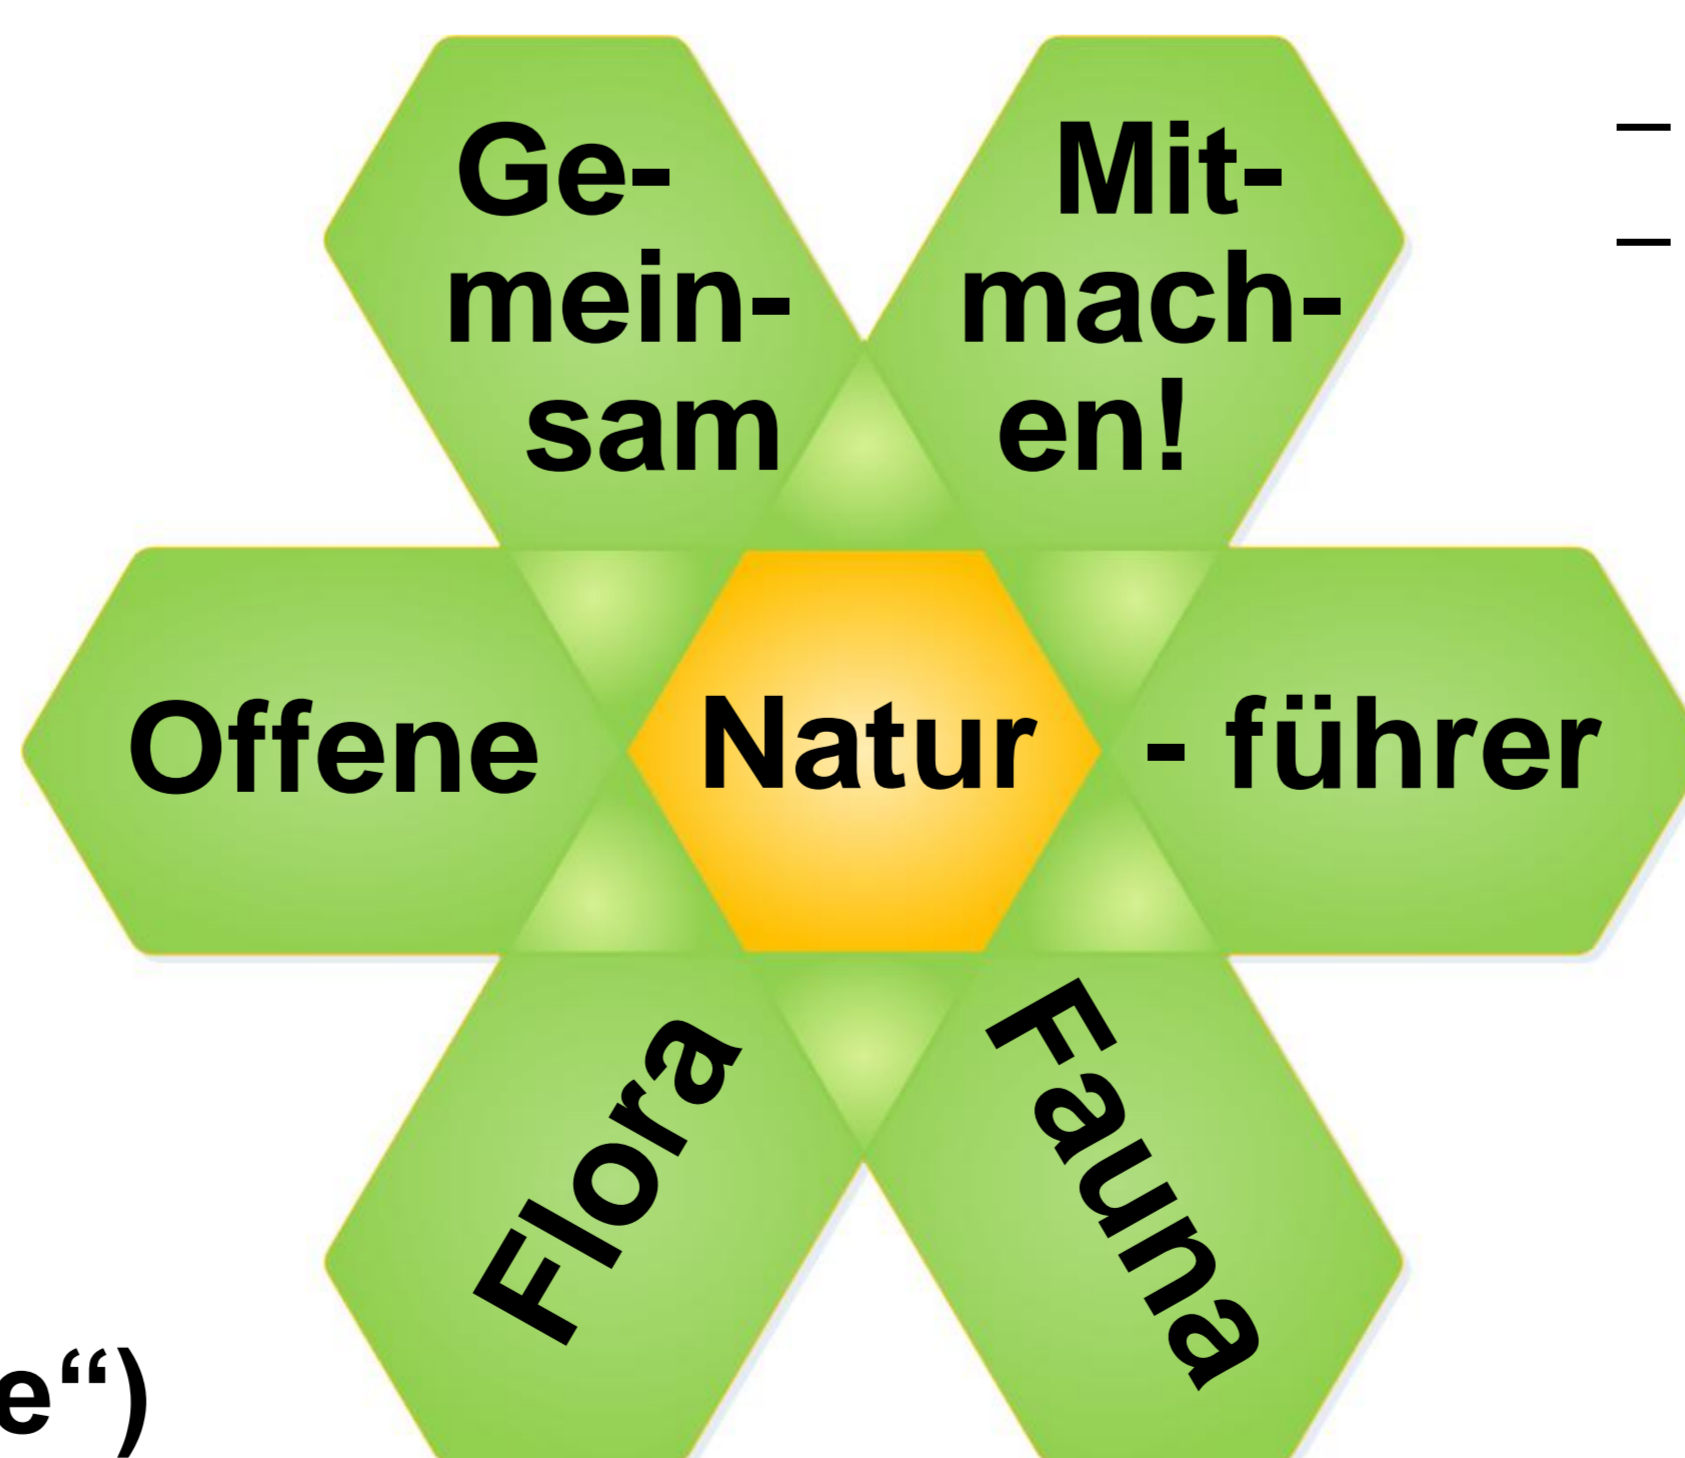 Ge-
mein-
sam
Mit-
mach-
en!
–
–
Offene Natur - führer
Flora
Fauna
e“)